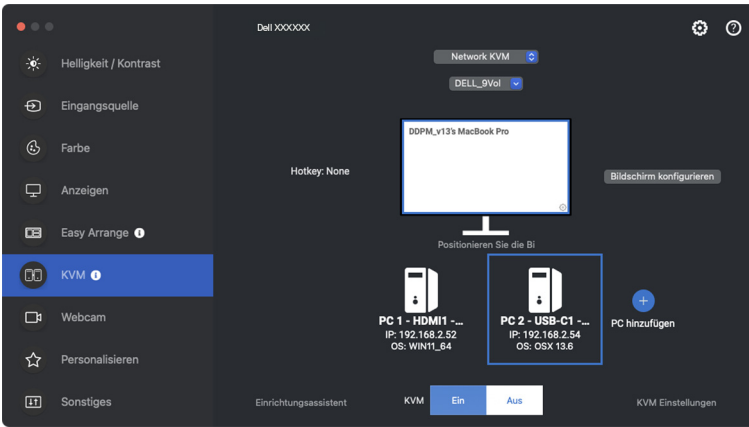 Dell XXXXXX
Helligkeit / Kontrast
Eingangsquelle
Farbe
Anzeigen
Easy Arrange
KVM
Webcam
Personalisieren
Sonstiges
Network KVM
DELL_9Vol
DDPM_v13's MacBook Pro
Hotkey: None
Bildschirm konfigurieren
Positionieren Sie die Bi
PC 1 - HDMI1 -...
IP: 192.168.2.52
OS: WIN11_64
PC 2 - USB-C1 -...
IP: 192.168.2.54
OS: OSX 13.6
PC hinzufügen
Einrichtungsassistent
KVM
Ein
Aus
KVM Einstellungen